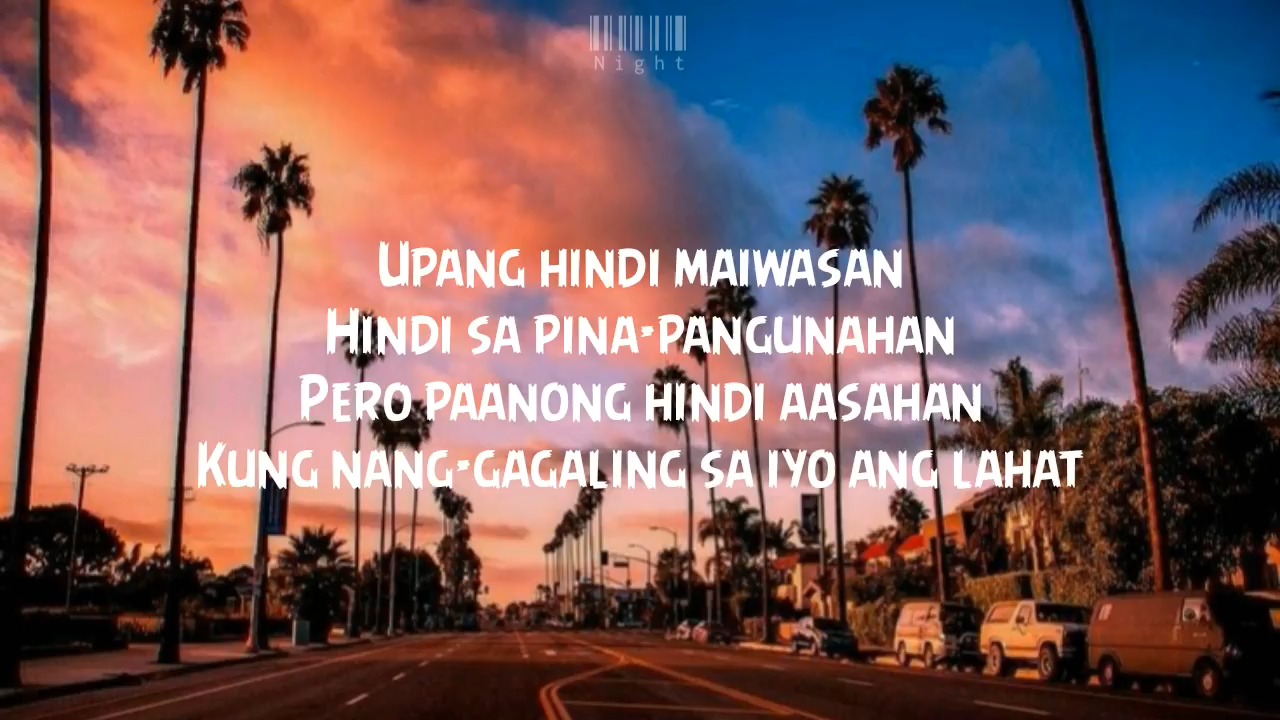 Night
Upang hindi maiwasan
Hindi sa pina-pangunahan
Pero paanong hindi aasahan
Kung nang-gagaling sa iyo ang lahat